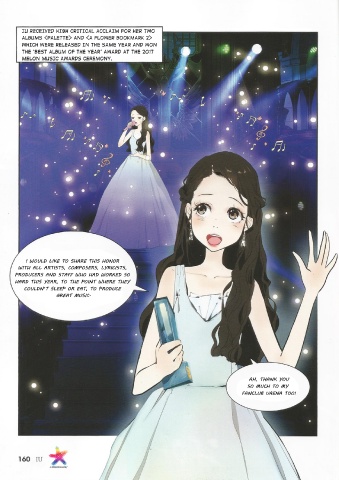 IU RECEIVED HIGH CRITICAL ACCLAIM FOR HER TWO
ALBUMS <PALETTE> AND <A FLOWER BOOKMARK 2>
WHICH WERE RELEASED IN THE SAME YEAR AND WON
THE 'BEST ALBUM OF THE YEAR' AWARD AT THE 2017
MELON MUSIC AWARDS CEREMONY.
I WOULD LIKE TO SHARE THIS HONOR
WITH ALL ARTISTS, COMPOSERS, LYRICISTS,
PRODUCERS AND STAFF WHO HAD WORKED SO
HARD THIS YEAR, TO THE POINT WHERE THEY
COULDN'T SLEEP OR EAT, TO PRODUCE
GREAT MUSIC.
AH, THANK YOU
SO MUCH TO MY
FANCLUB UAENA TOO!
160 IU